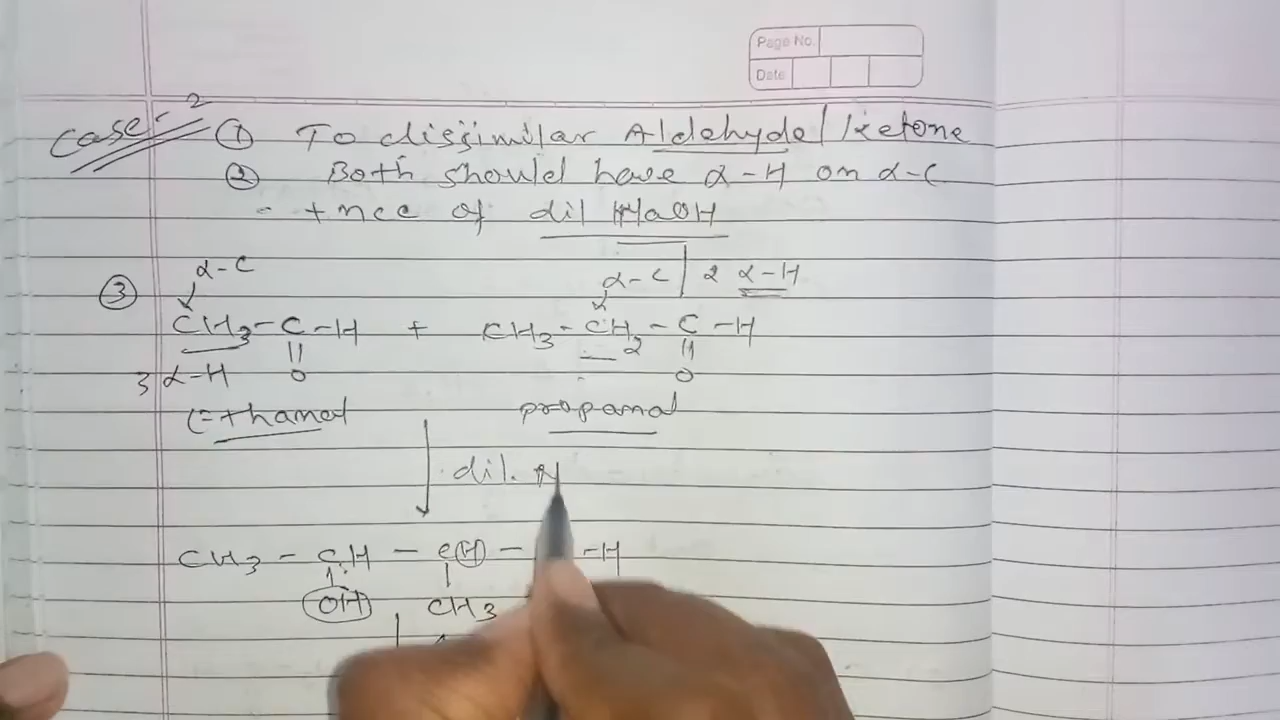 Page No.
Date
Case-2 ① To dissimilar Aldehyde/ketone
② Both should have α-H on α-C
- +nce of dil NaOH
α-C
α-C | 2 α-H
③
CH3-C-H + CH3-CH2-C-H
|| ||
3 α-H O O
Ethanal propanal
dil. N
CH3-CH-CH- -H
| |
OH CH3